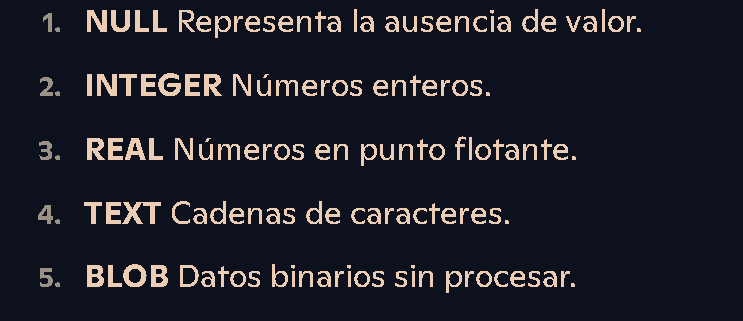 1. NULL Representa la ausencia de valor.
2. INTEGER Números enteros.
3. REAL Números en punto flotante.
4. TEXT Cadenas de caracteres.
5. BLOB Datos binarios sin procesar.